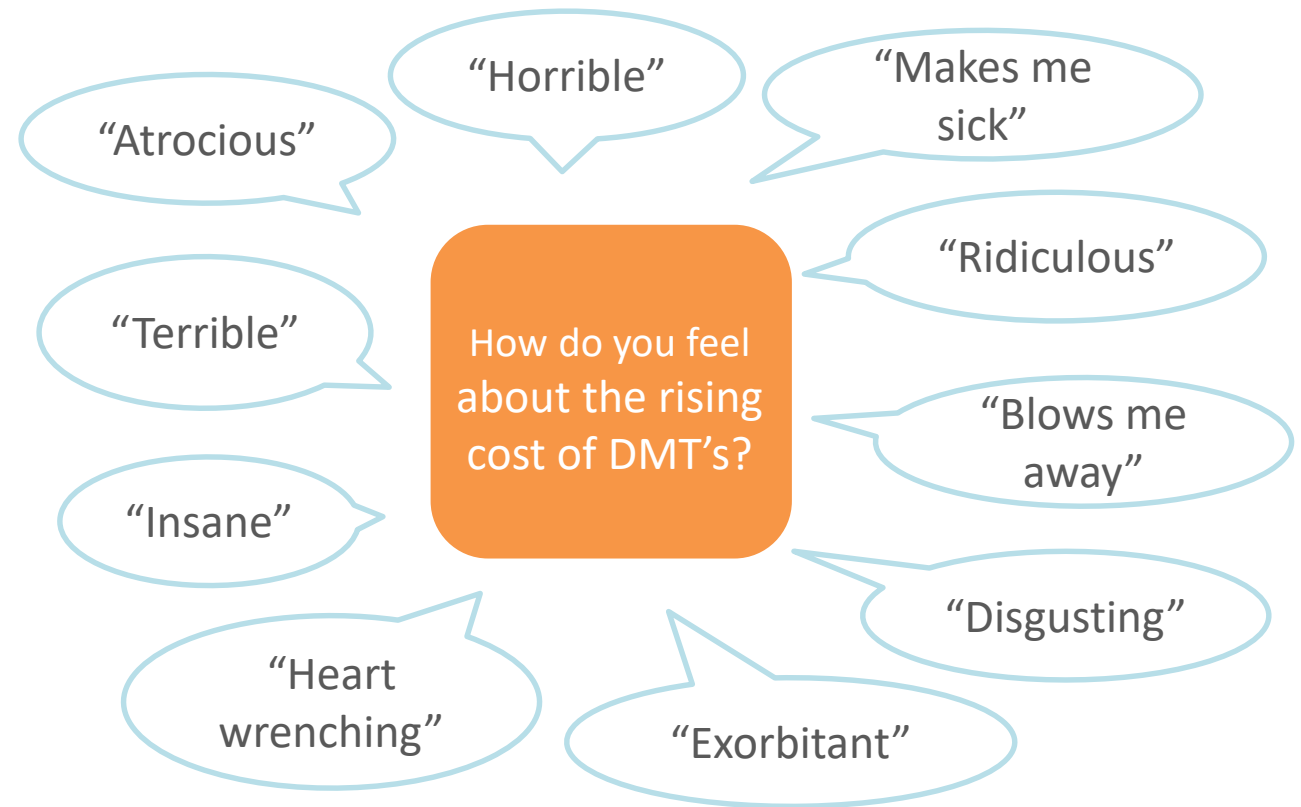 “Horrible”
“Makes me
sick”
“Atrocious”
“Ridiculous”
“Terrible”
How do you feel
about the rising
cost of DMT’s?
“Blows me
away”
“Insane”
“Disgusting”
“Heart
wrenching”
“Exorbitant”